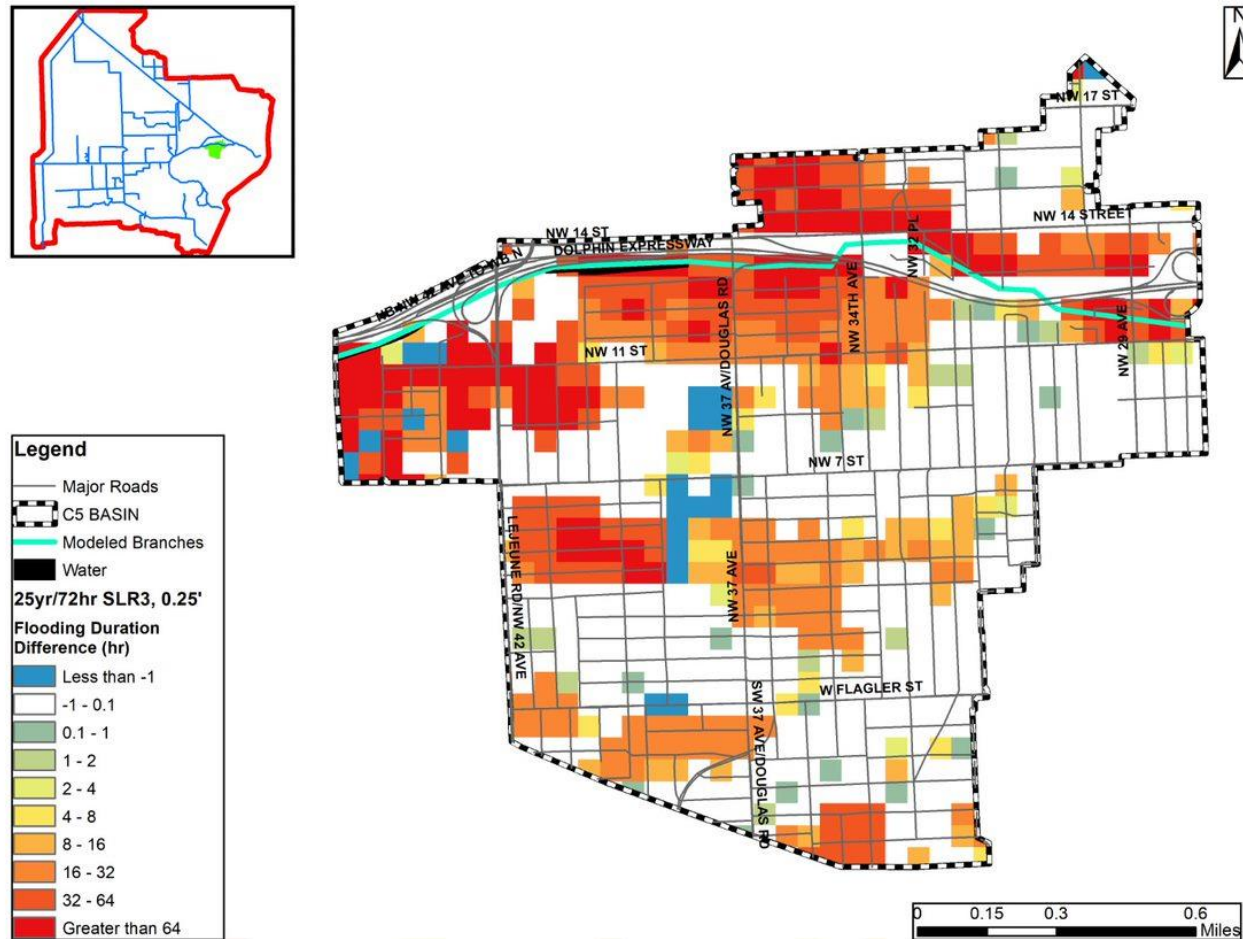 N
NW 17 ST
NW 14 STREET
NW 14 ST
DOLPHIN EXPRESSWAY
NW 32 PL
NW 37 AV/DOUGLAS RD
NW 34TH AVE
NW 29 AVE
NW 11 ST
NW 7 ST
LEJEUNE RD/NW 42 AVE
NW 37 AVE
W FLAGLER ST
SW 37 AVE/DOUGLAS RD
Legend
Major Roads
C5 BASIN
Modeled Branches
Water
25yr/72hr SLR3, 0.25'
Flooding Duration
Difference (hr)
Less than -1
-1 - 0.1
0.1 - 1
1 - 2
2 - 4
4 - 8
8 - 16
16 - 32
32 - 64
Greater than 64
0 0.15 0.3 0.6
Miles